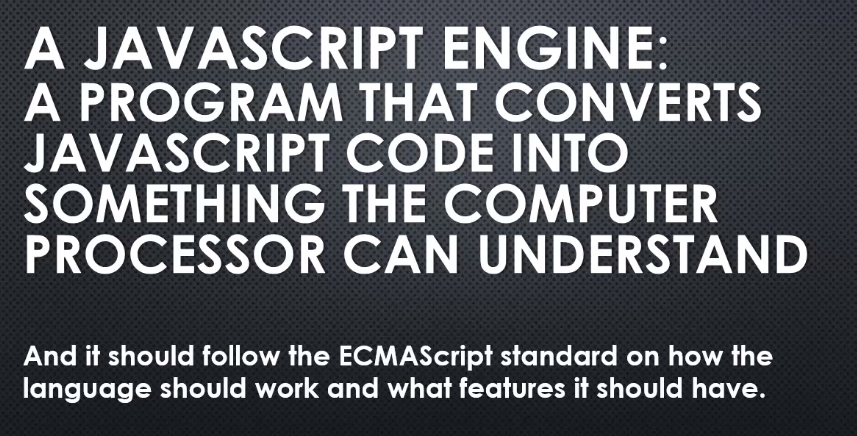 A JAVASCRIPT ENGINE:
A PROGRAM THAT CONVERTS
JAVASCRIPT CODE INTO
SOMETHING THE COMPUTER
PROCESSOR CAN UNDERSTAND
And it should follow the ECMAScript standard on how the
language should work and what features it should have.